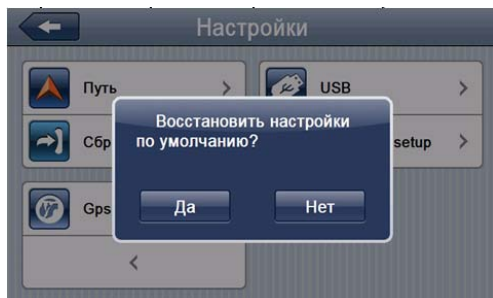 Настройки
Путь
USB
Восстановить настройки
по умолчанию?
Сбр
setup
Да
Нет
Gps